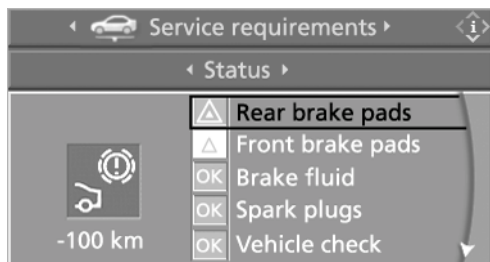 Service requirements
i
Status
Rear brake pads
Front brake pads
OK Brake fluid
OK Spark plugs
-100 km
OK Vehicle check